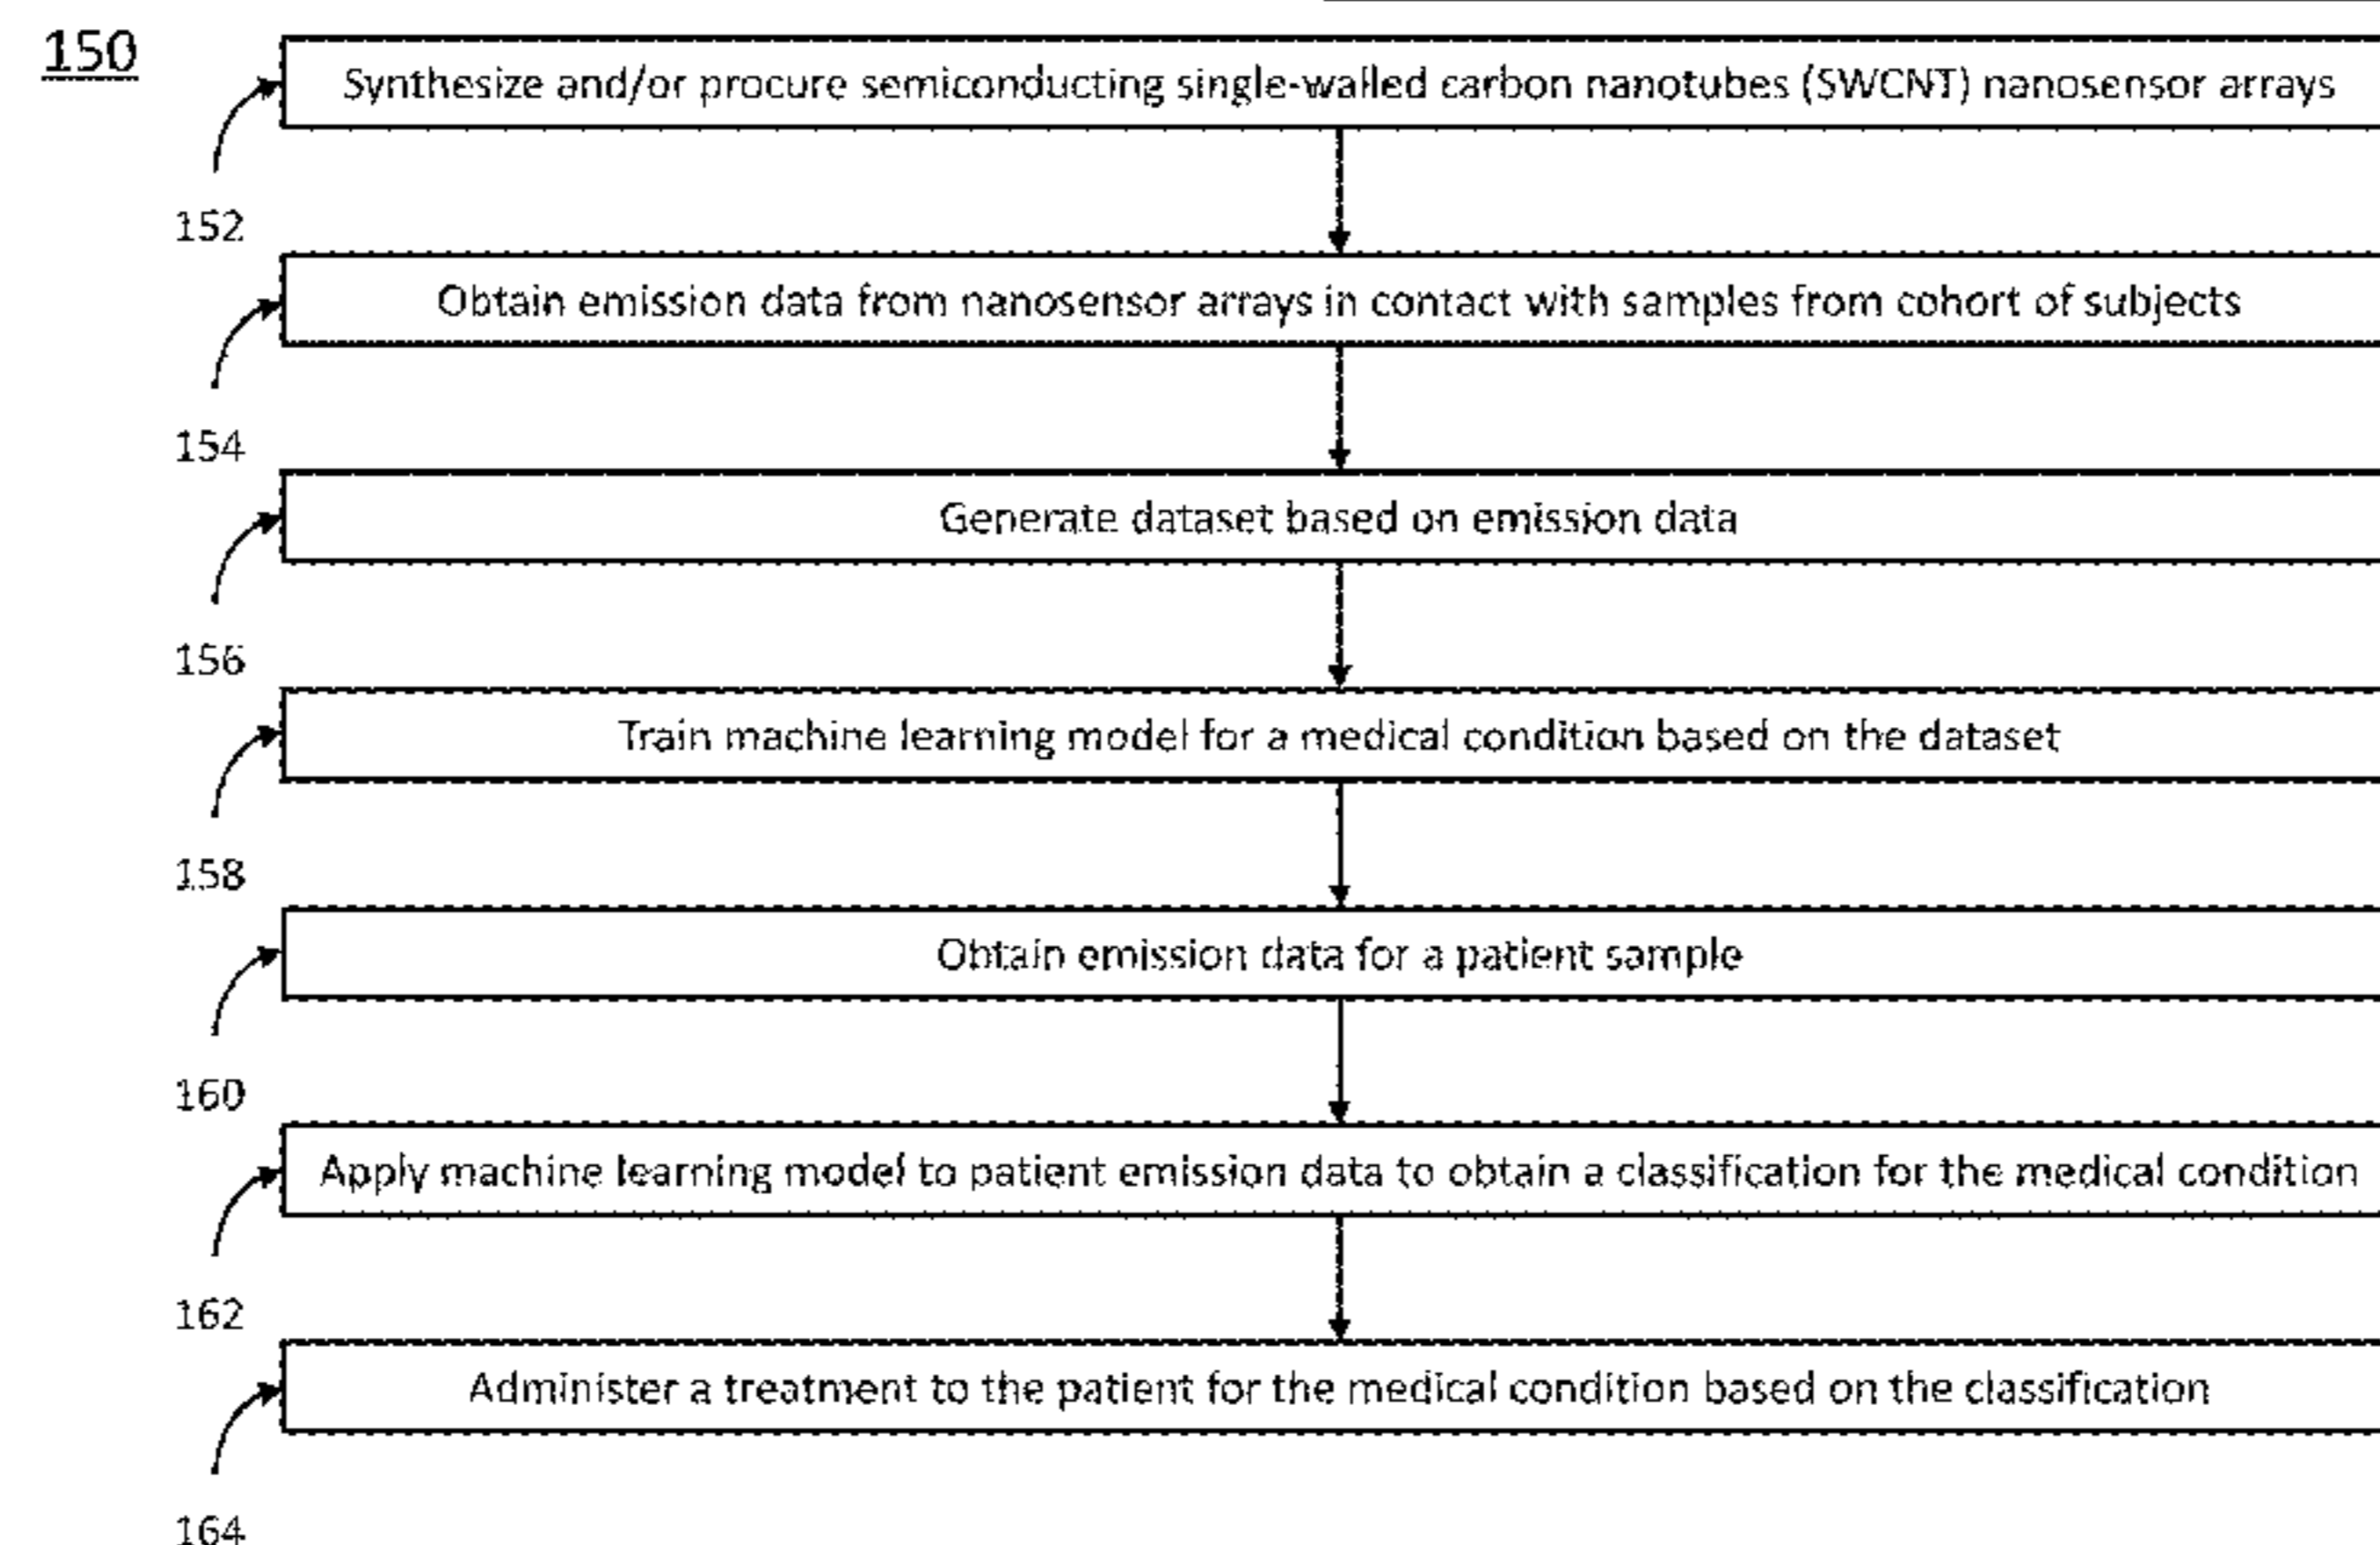 150
Synthesize and/or procure semiconducting single-walled carbon nanotubes (SWCNT) nanosensor arrays
152
Obtain emission data from nanosensor arrays in contact with samples from cohort of subjects
154
Generate dataset based on emission data
156
Train machine learning model for a medical condition based on the dataset
158
Obtain emission data for a patient sample
160
Apply machine learning model to patient emission data to obtain a classification for the medical condition
162
Administer a treatment to the patient for the medical condition based on the classification
164